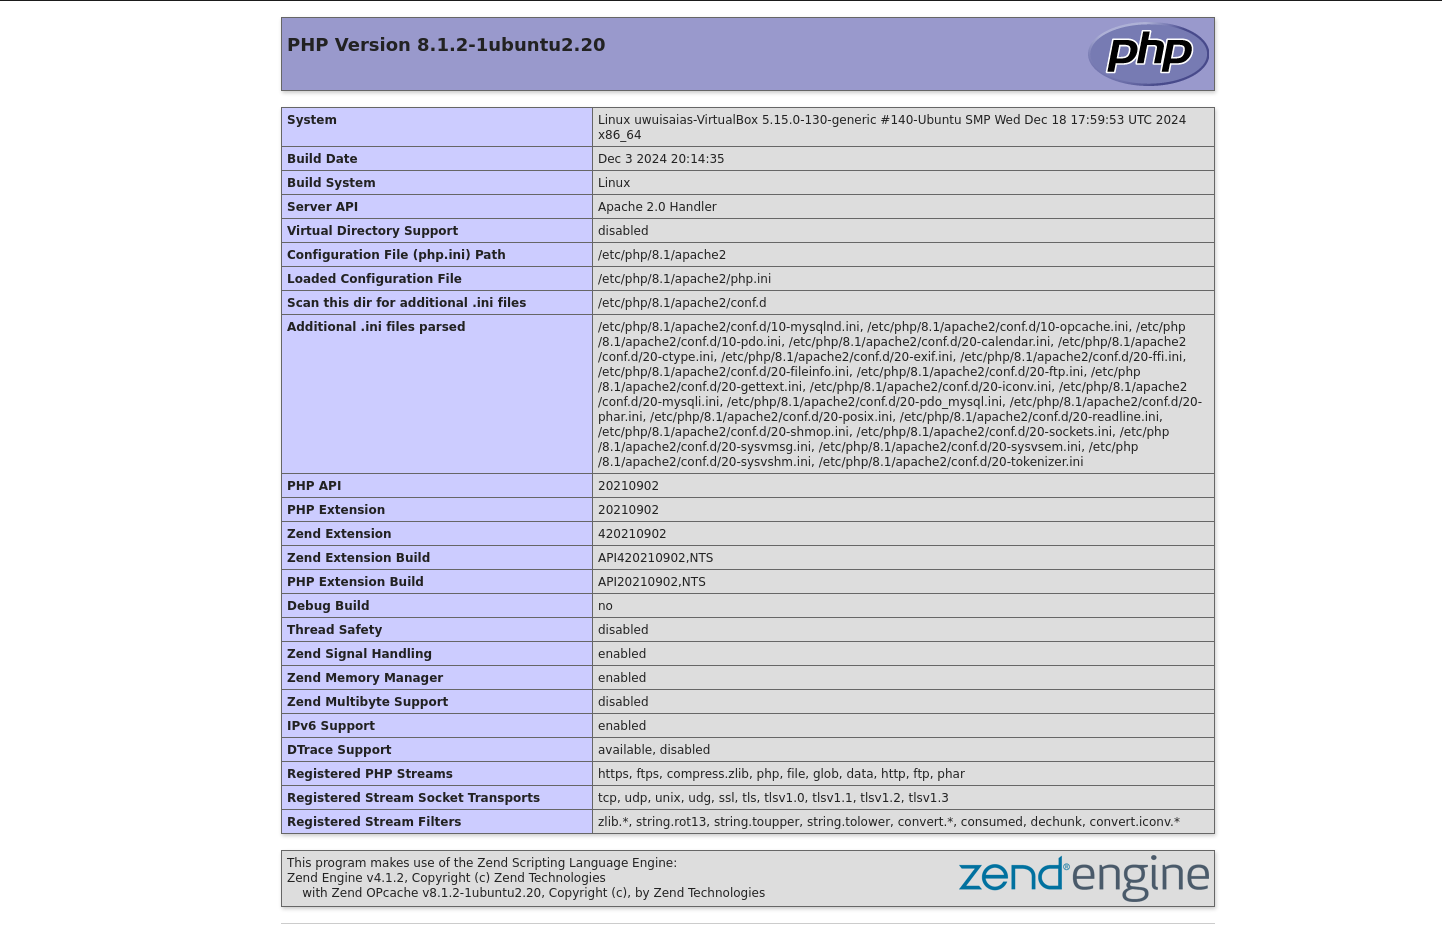 PHP Version 8.1.2-1ubuntu2.20
php
System
Linux uwuisaias-VirtualBox 5.15.0-130-generic #140-Ubuntu SMP Wed Dec 18 17:59:53 UTC 2024
x86_64
Build Date
Dec 3 2024 20:14:35
Build System
Linux
Server API
Apache 2.0 Handler
Virtual Directory Support
disabled
Configuration File (php.ini) Path
/etc/php/8.1/apache2
Loaded Configuration File
/etc/php/8.1/apache2/php.ini
Scan this dir for additional .ini files
/etc/php/8.1/apache2/conf.d
Additional .ini files parsed
/etc/php/8.1/apache2/conf.d/10-mysqlnd.ini, /etc/php/8.1/apache2/conf.d/10-opcache.ini, /etc/php
/8.1/apache2/conf.d/10-pdo.ini, /etc/php/8.1/apache2/conf.d/20-calendar.ini, /etc/php/8.1/apache2
/conf.d/20-ctype.ini, /etc/php/8.1/apache2/conf.d/20-exif.ini, /etc/php/8.1/apache2/conf.d/20-ffi.ini,
/etc/php/8.1/apache2/conf.d/20-fileinfo.ini, /etc/php/8.1/apache2/conf.d/20-ftp.ini, /etc/php
/8.1/apache2/conf.d/20-gettext.ini, /etc/php/8.1/apache2/conf.d/20-iconv.ini, /etc/php/8.1/apache2
/conf.d/20-mysqli.ini, /etc/php/8.1/apache2/conf.d/20-pdo_mysql.ini, /etc/php/8.1/apache2/conf.d/20-
phar.ini, /etc/php/8.1/apache2/conf.d/20-posix.ini, /etc/php/8.1/apache2/conf.d/20-readline.ini,
/etc/php/8.1/apache2/conf.d/20-shmop.ini, /etc/php/8.1/apache2/conf.d/20-sockets.ini, /etc/php
/8.1/apache2/conf.d/20-sysvmsg.ini, /etc/php/8.1/apache2/conf.d/20-sysvsem.ini, /etc/php
/8.1/apache2/conf.d/20-sysvshm.ini, /etc/php/8.1/apache2/conf.d/20-tokenizer.ini
PHP API
20210902
PHP Extension
20210902
Zend Extension
420210902
Zend Extension Build
API420210902,NTS
PHP Extension Build
API20210902,NTS
Debug Build
no
Thread Safety
disabled
Zend Signal Handling
enabled
Zend Memory Manager
enabled
Zend Multibyte Support
disabled
IPv6 Support
enabled
DTrace Support
available, disabled
Registered PHP Streams
https, ftps, compress.zlib, php, file, glob, data, http, ftp, phar
Registered Stream Socket Transports
tcp, udp, unix, udg, ssl, tls, tlsv1.0, tlsv1.1, tlsv1.2, tlsv1.3
Registered Stream Filters
zlib.*, string.rot13, string.toupper, string.tolower, convert.*, consumed, dechunk, convert.iconv.*
This program makes use of the Zend Scripting Language Engine:
Zend Engine v4.1.2, Copyright (c) Zend Technologies
with Zend OPcache v8.1.2-1ubuntu2.20, Copyright (c), by Zend Technologies
zend® engine